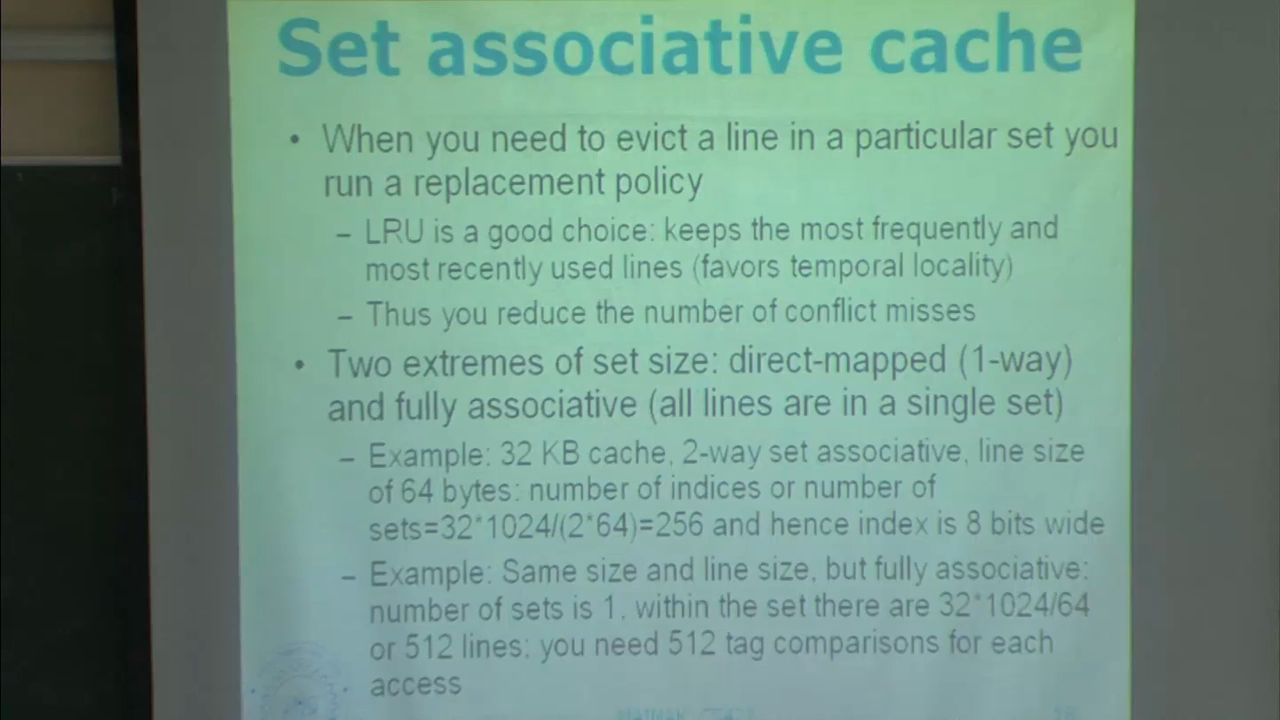 Set associative cache
• When you need to evict a line in a particular set you
run a replacement policy
– LRU is a good choice: keeps the most frequently and
most recently used lines (favors temporal locality)
– Thus you reduce the number of conflict misses
• Two extremes of set size: direct-mapped (1-way)
and fully associative (all lines are in a single set)
– Example: 32 KB cache, 2-way set associative, line size
of 64 bytes: number of indices or number of
sets=32*1024/(2*64)=256 and hence index is 8 bits wide
– Example: Same size and line size, but fully associative:
number of sets is 1, within the set there are 32*1024/64
or 512 lines; you need 512 tag comparisons for each
access